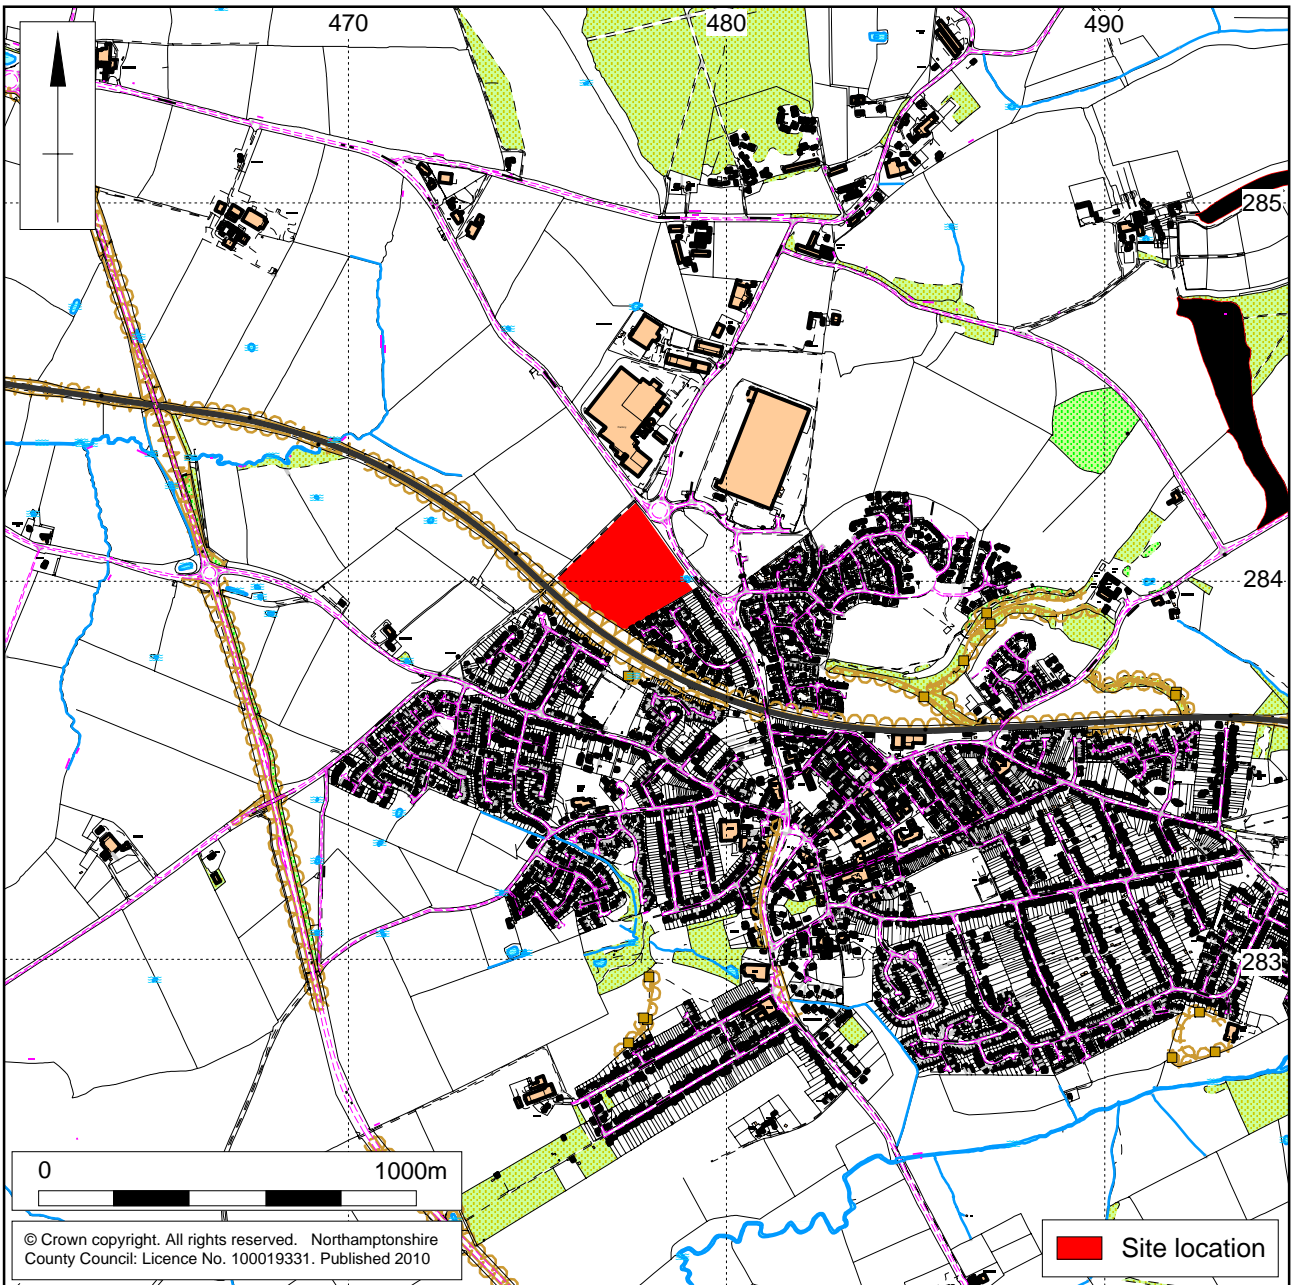 470
480
490
285
284
283
0 1000m
© Crown copyright. All rights reserved. Northamptonshire
County Council: Licence No. 100019331. Published 2010
Site location